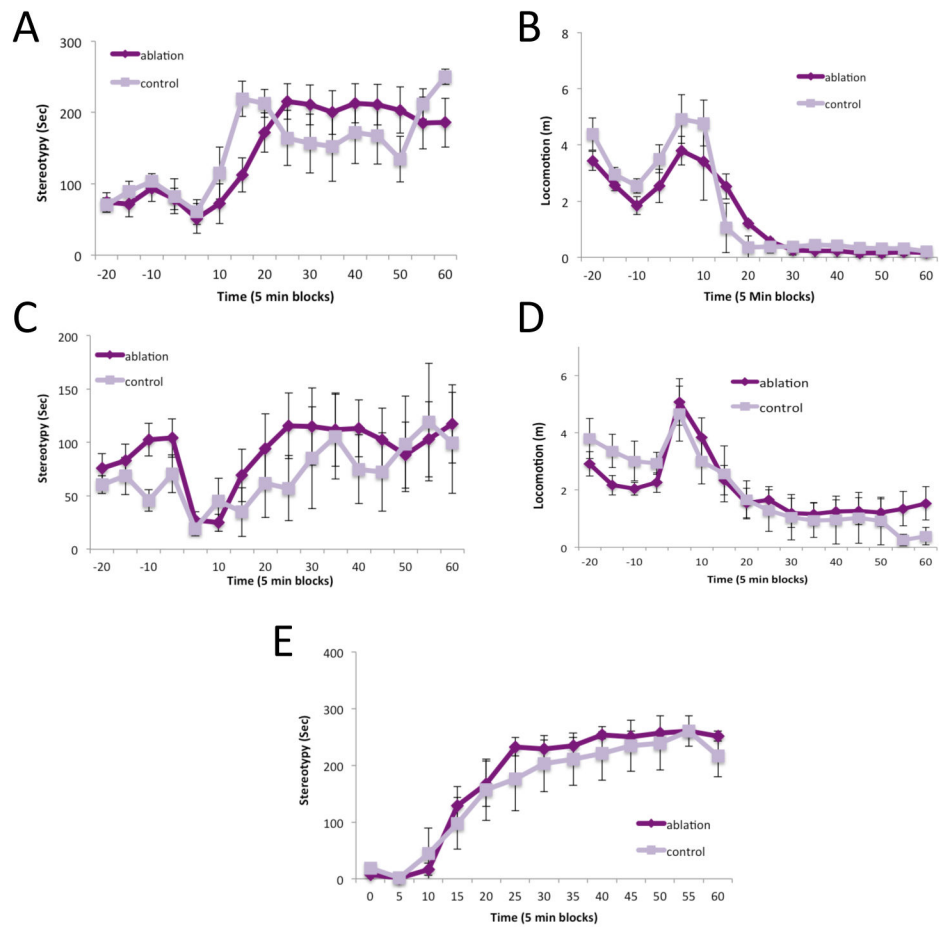 A
300
200
100
0
Stereotypy (Sec)
ablation
control
-20 -10 10 20 30 40 50 60
Time (5 min blocks)
B
8
6
4
2
0
Locomotion (m)
ablation
control
-20 -10 10 20 30 40 50 60
Time (5 Min blocks)
C
200
150
100
50
0
Stereotypy (Sec)
ablation
control
-20 -10 10 20 30 40 50 60
Time (5 min blocks)
D
6
4
2
0
Locomotion (m)
ablation
control
-20 -10 10 20 30 40 50 60
Time (5 min blocks)
E
400
300
200
100
0
Stereotypy (Sec)
ablation
control
0 5 10 15 20 25 30 35 40 45 50 55 60
Time (5 min blocks)